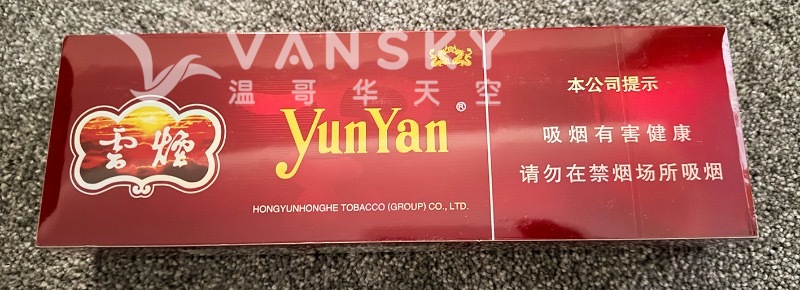 VANSKY
温哥华天空
雲煙
YunYan®
HONGYUNHONGHE TOBACCO (GROUP) CO., LTD.
本公司提示
吸烟有害健康
请勿在禁烟场所吸烟